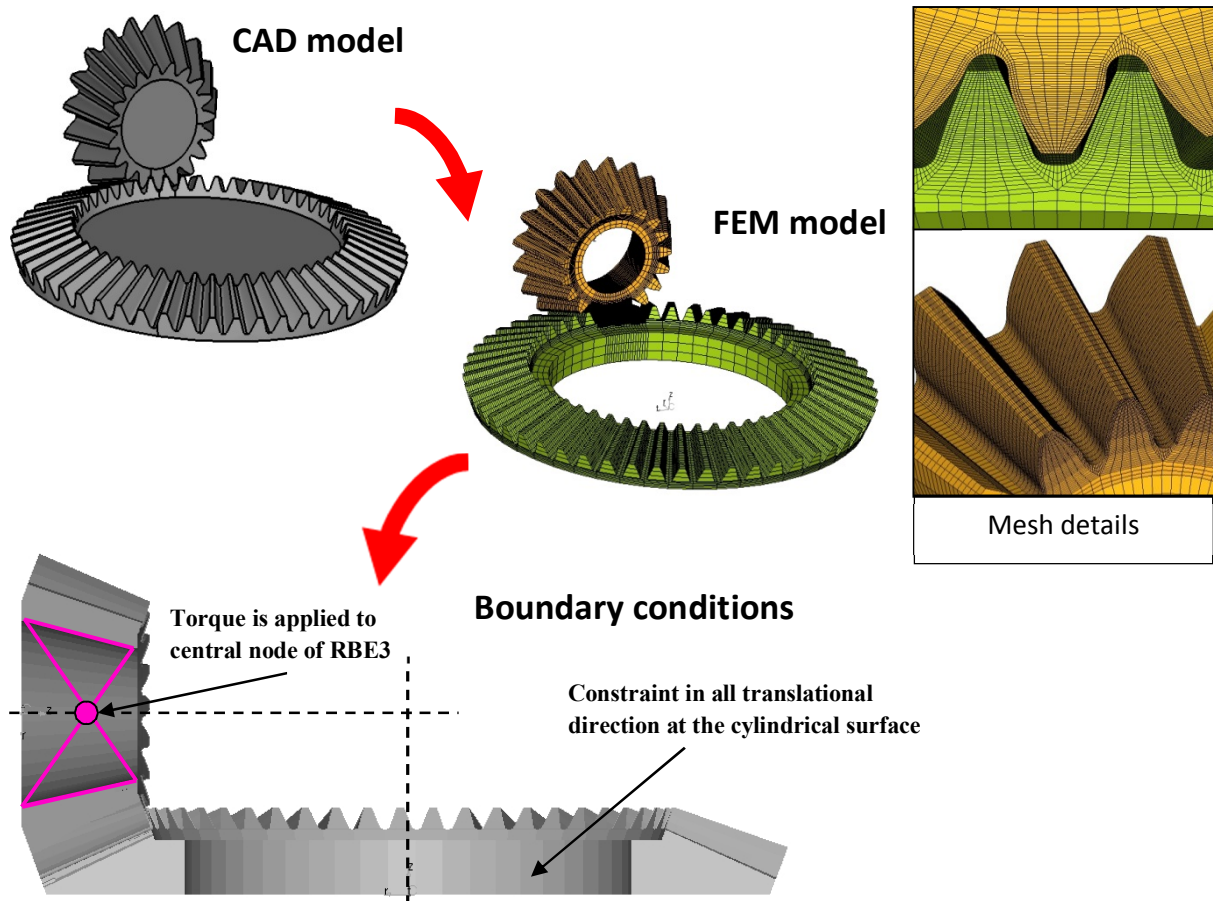 CAD model
FEM model
Mesh details
Boundary conditions
Torque is applied to
central node of RBE3
Constraint in all translational
direction at the cylindrical surface
z
z
r
z
r